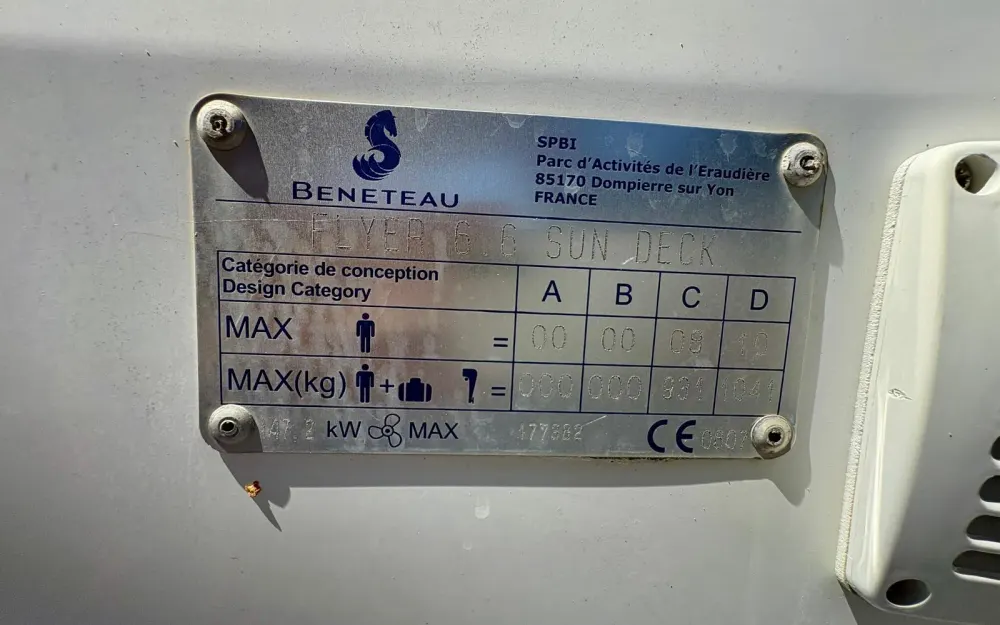 BENETEAU
SPBI
Parc d'Activités de l'Eraudière
85170 Dompierre sur Yon
FRANCE
FLYER 6.6 SUN DECK
Catégorie de conception
Design Category
A B C D
MAX = 00 00 08 10
MAX(kg) + = 000 000 931 1041
kW MAX CE